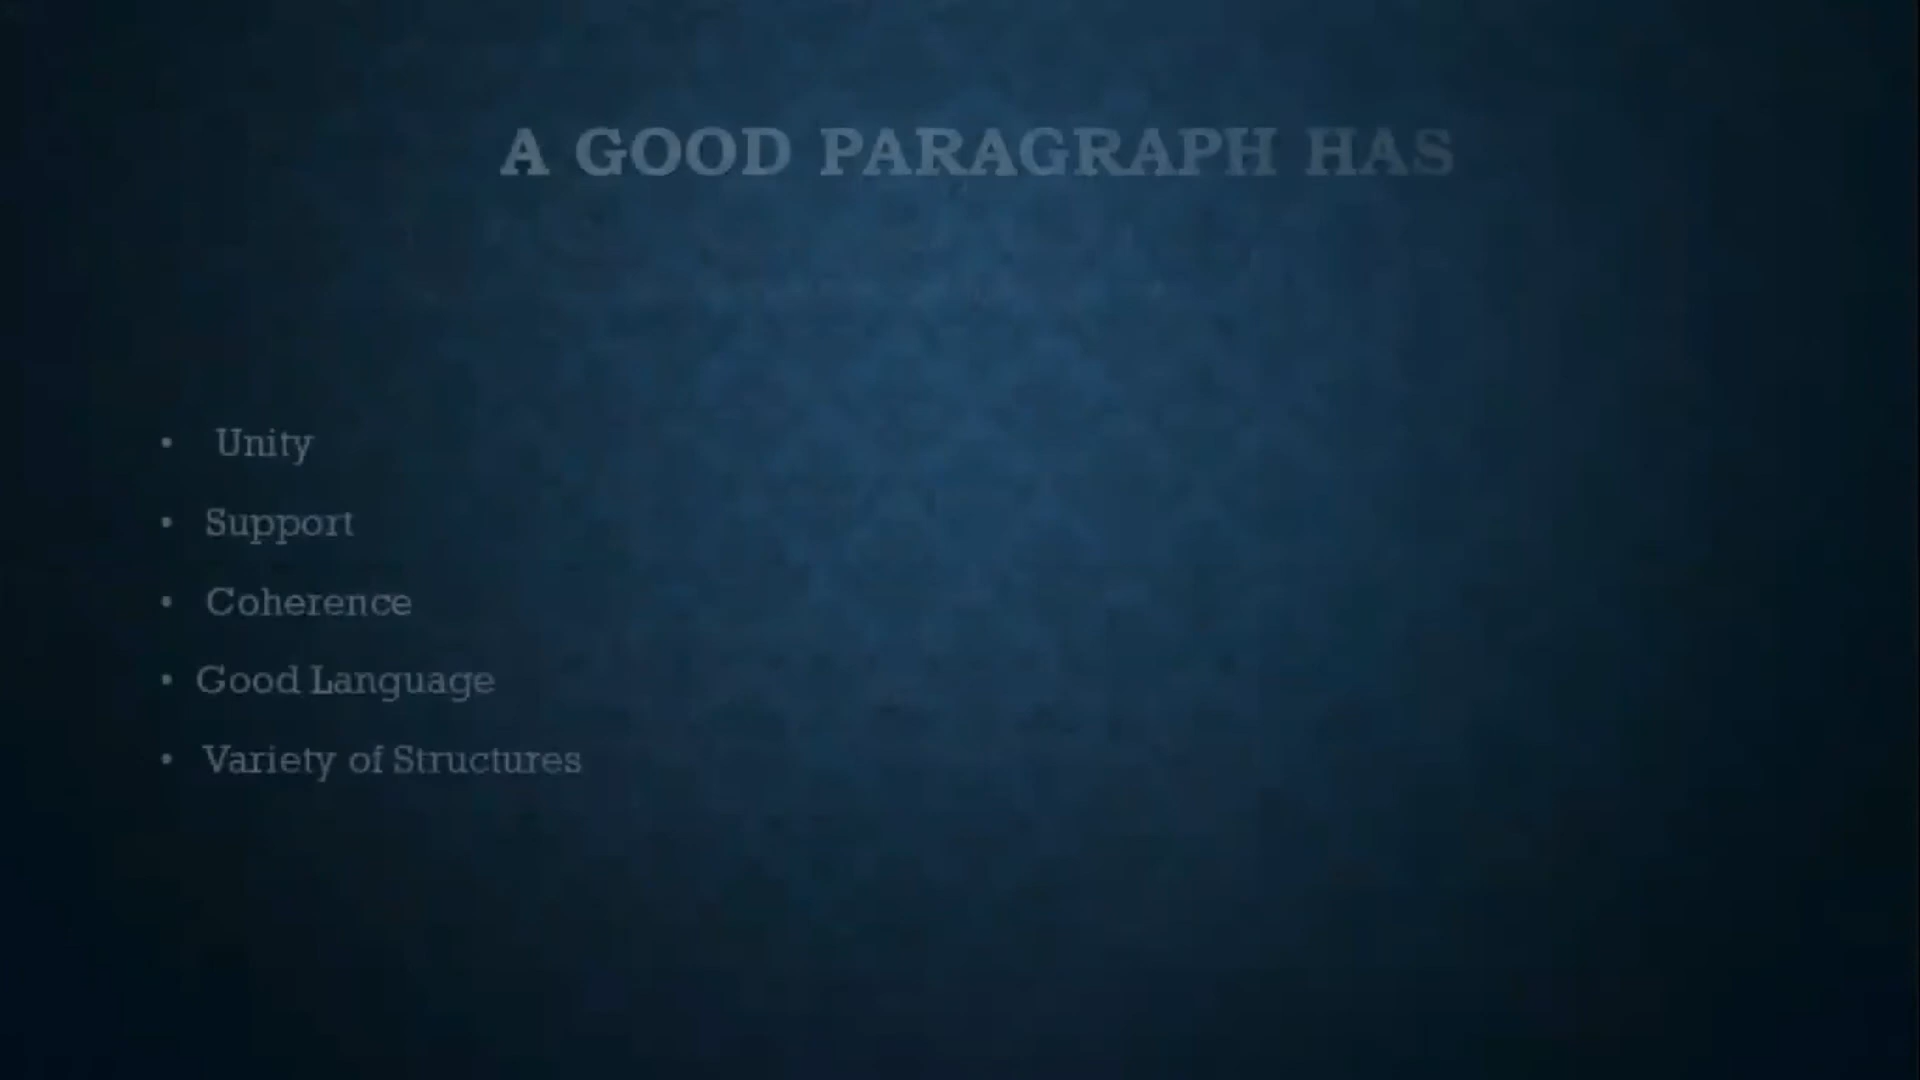 A GOOD PARAGRAPH HAS
• Unity
• Support
• Coherence
• Good Language
• Variety of Structures